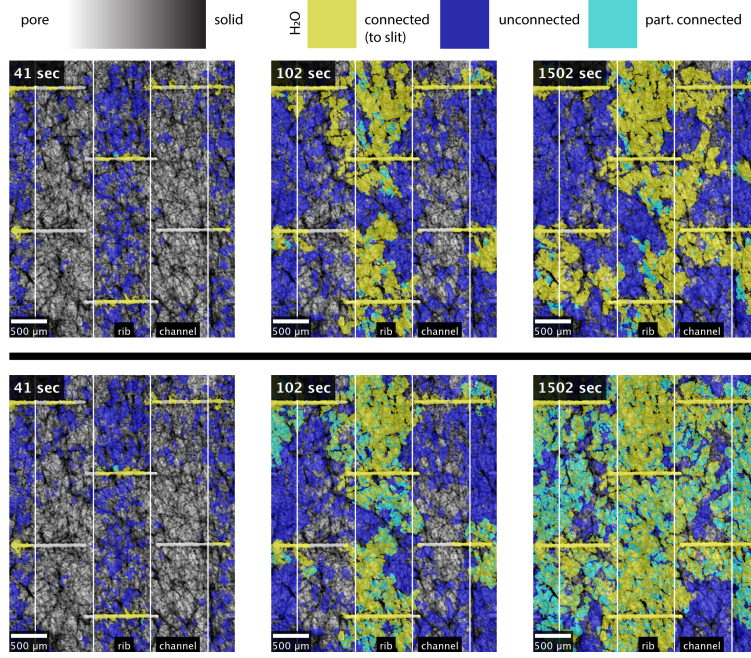 pore solid H₂O connected (to slit) unconnected part. connected
41 sec 102 sec 1502 sec
500 µm rib channel 500 µm rib channel 500 µm rib channel
41 sec 102 sec 1502 sec
500 µm rib channel 500 µm rib channel 500 µm rib channel